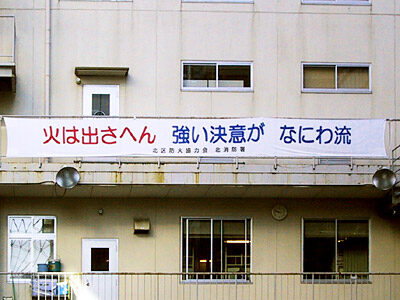 火は出さへん 強い決意が なにわ流
北区防火協力会 北消防署